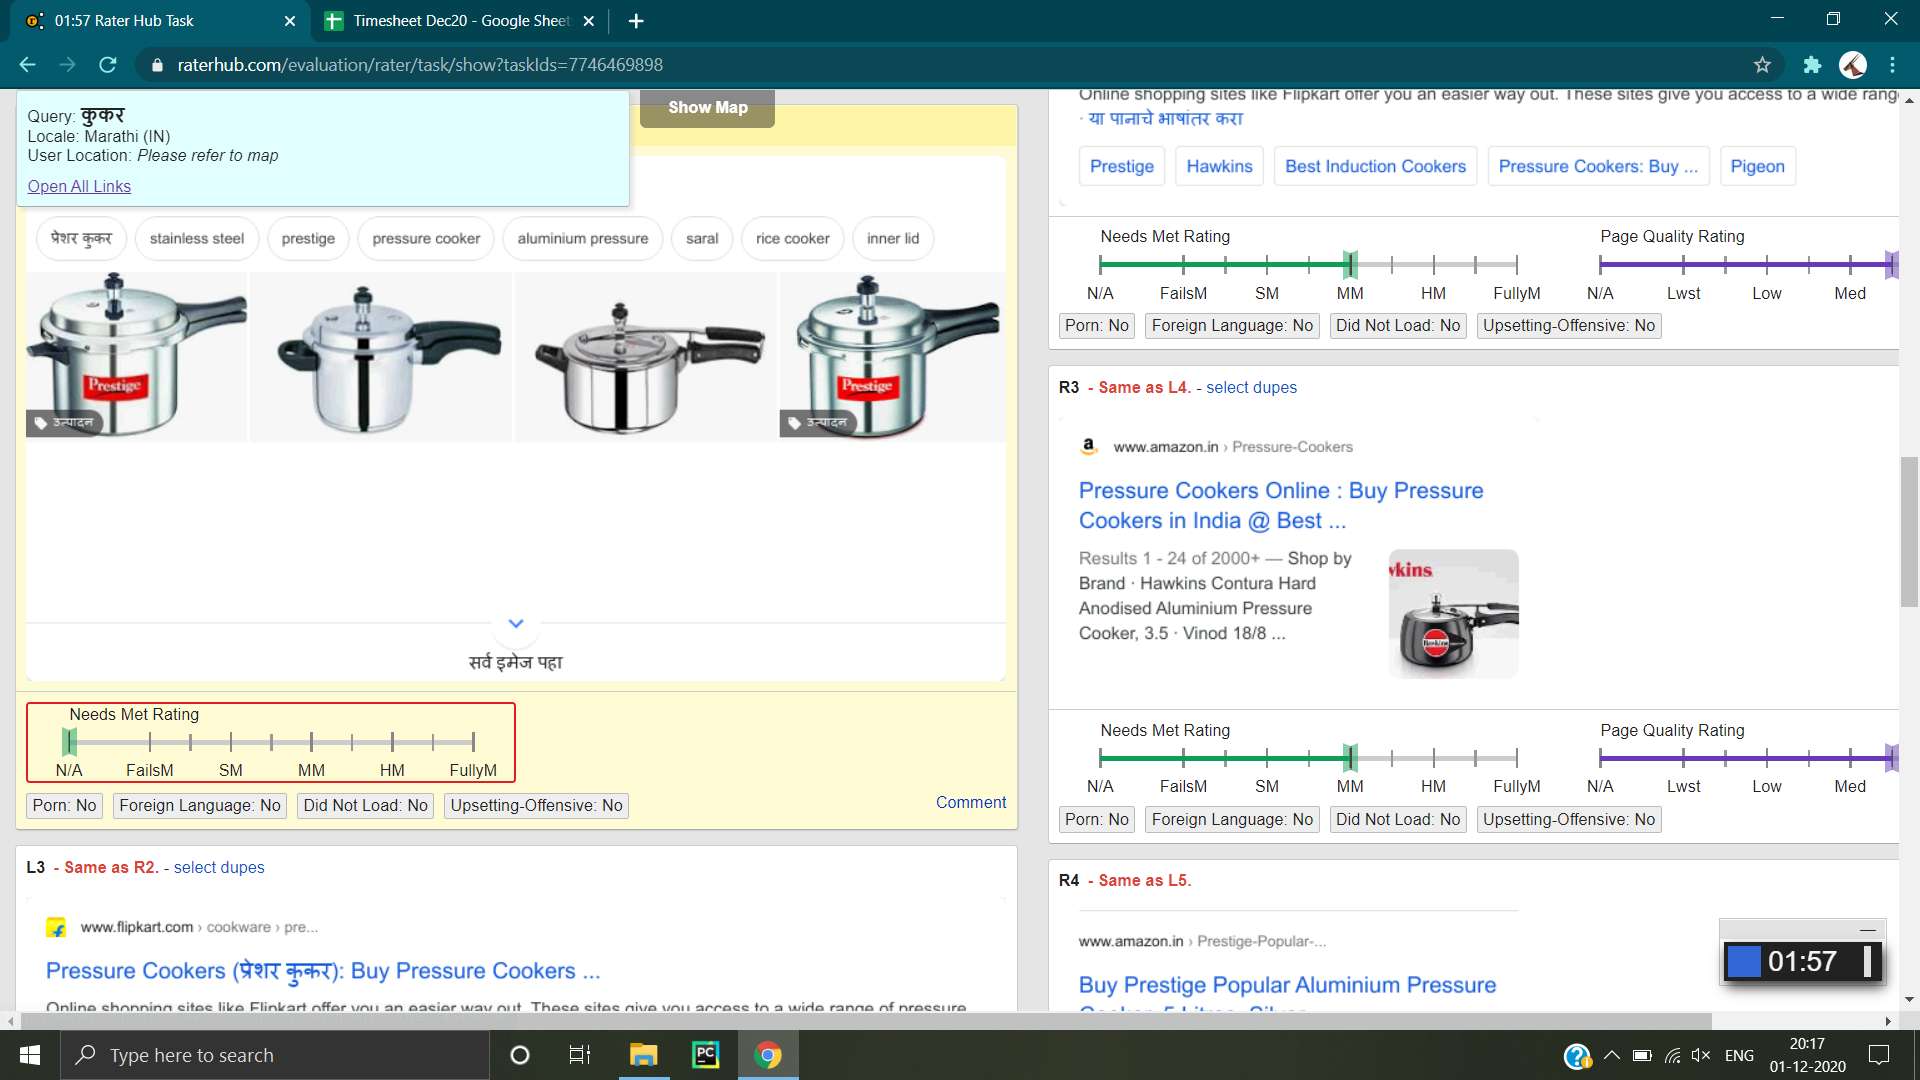 01:57 Rater Hub Task
Timesheet Dec20 - Google Sheet
raterhub.com/evaluation/rater/task/show?taskIds=7746469898
Query: कुकर
Locale: Marathi (IN)
User Location: Please refer to map
Open All Links
Show Map
प्रेशर कुकर
stainless steel
prestige
pressure cooker
aluminium pressure
saral
rice cooker
inner lid
Prestige
Prestige
उत्पादन
उत्पादन
सर्व इमेज पहा
Needs Met Rating
N/A FailsM SM MM HM FullyM
Porn: No Foreign Language: No Did Not Load: No Upsetting-Offensive: No
Comment
L3 - Same as R2. - select dupes
www.flipkart.com › cookware › pre...
Pressure Cookers (प्रेशर कुकर): Buy Pressure Cookers ...
Online shopping sites like Flipkart offer you an easier way out. These sites give you access to a wide range of pressure
Online shopping sites like Flipkart offer you an easier way out. These sites give you access to a wide rang
· या पानाचे भाषांतर करा
Prestige
Hawkins
Best Induction Cookers
Pressure Cookers: Buy ...
Pigeon
Needs Met Rating
Page Quality Rating
N/A FailsM SM MM HM FullyM
N/A Lwst Low Med
Porn: No Foreign Language: No Did Not Load: No Upsetting-Offensive: No
R3 - Same as L4. - select dupes
a www.amazon.in › Pressure-Cookers
Pressure Cookers Online : Buy Pressure
Cookers in India @ Best ...
Results 1 - 24 of 2000+ — Shop by
Brand · Hawkins Contura Hard
Anodised Aluminium Pressure
Cooker, 3.5 · Vinod 18/8 ...
wkins
Hawkins
Needs Met Rating
Page Quality Rating
N/A FailsM SM MM HM FullyM
N/A Lwst Low Med
Porn: No Foreign Language: No Did Not Load: No Upsetting-Offensive: No
R4 - Same as L5.
www.amazon.in › Prestige-Popular-...
Buy Prestige Popular Aluminium Pressure
01:57
Type here to search
PC
ENG
20:17
01-12-2020